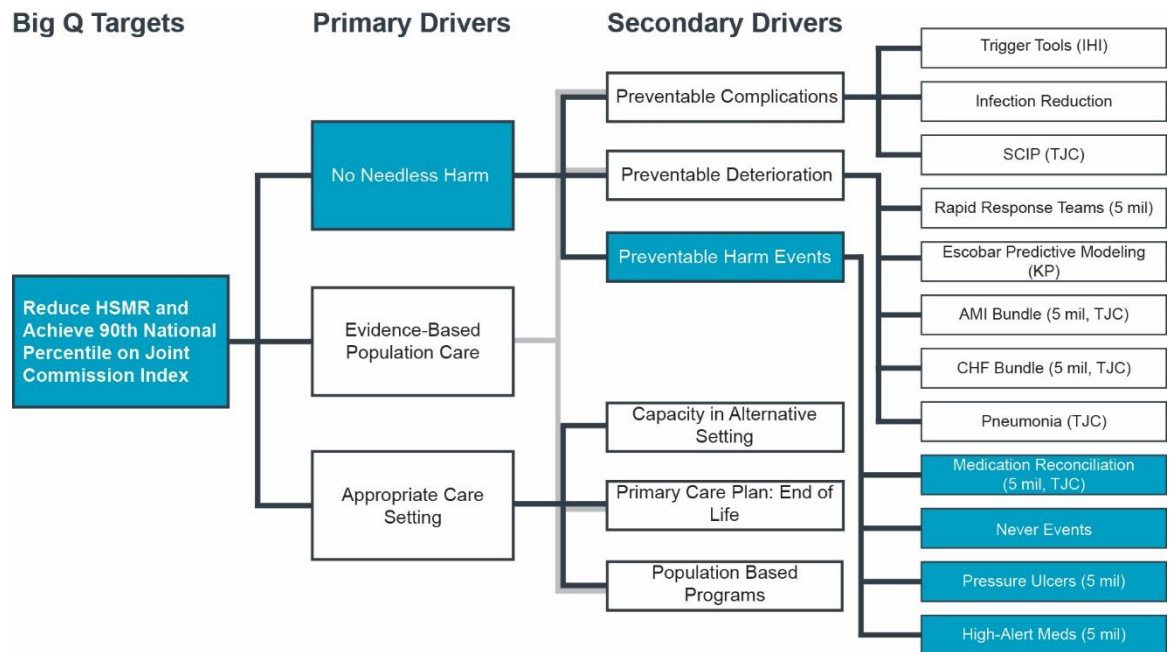 Big Q Targets
Primary Drivers
Secondary Drivers
Reduce HSMR and
Achieve 90th National
Percentile on Joint
Commission Index
No Needless Harm
Evidence-Based
Population Care
Appropriate Care
Setting
Preventable Complications
Preventable Deterioration
Preventable Harm Events
Capacity in Alternative
Setting
Primary Care Plan: End of
Life
Population Based
Programs
Trigger Tools (IHI)
Infection Reduction
SCIP (TJC)
Rapid Response Teams (5 mil)
Escobar Predictive Modeling
(KP)
AMI Bundle (5 mil, TJC)
CHF Bundle (5 mil, TJC)
Pneumonia (TJC)
Medication Reconciliation
(5 mil, TJC)
Never Events
Pressure Ulcers (5 mil)
High-Alert Meds (5 mil)